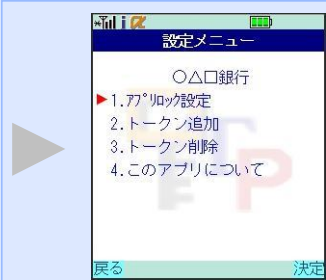 設定メニュー
○△□銀行
1.ｱﾌﾟﾘﾛｯｸ設定
2.トークン追加
3.トークン削除
4.このアプリについて
戻る 決定